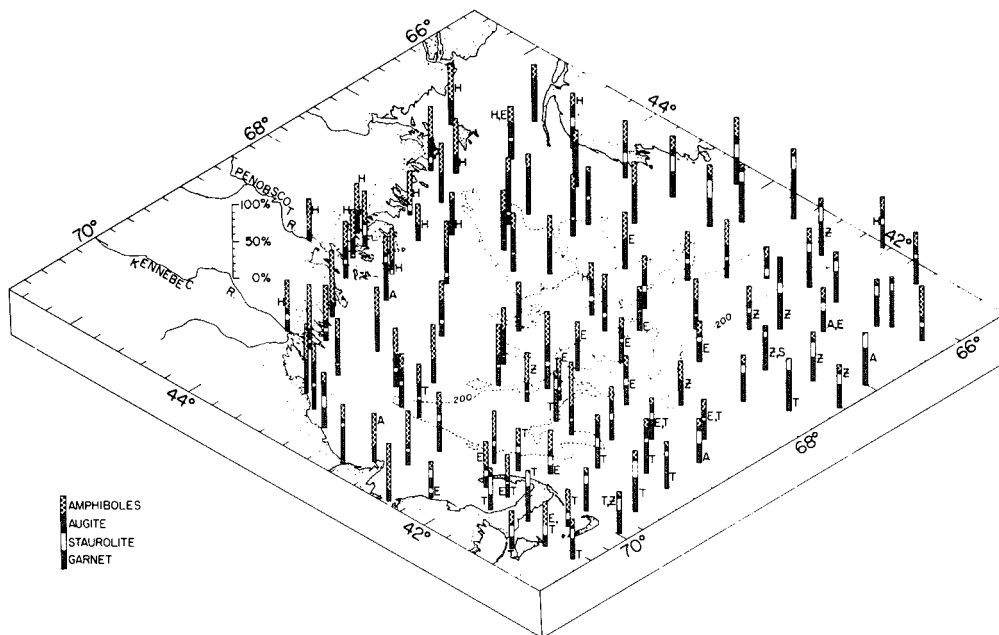 66°
H
44°
H,E
H
68°
PENOBSCOT R.
100%
50%
0%
H
H
H
H
H
H
70°
KENNEBEC R.
H
A
H
E
Z
H
42°
200
Z
Z
A,E
E
E
E
Z,S
Z
A
66°
E
Z
E
Z
T
200
T
T
E,T
68°
44°
A
T
E
T
A
E
E
T
T
T
T
T,Z
E,
T
T
T
70°
42°
AMPHIBOLES
AUGITE
STAUROLITE
GARNET